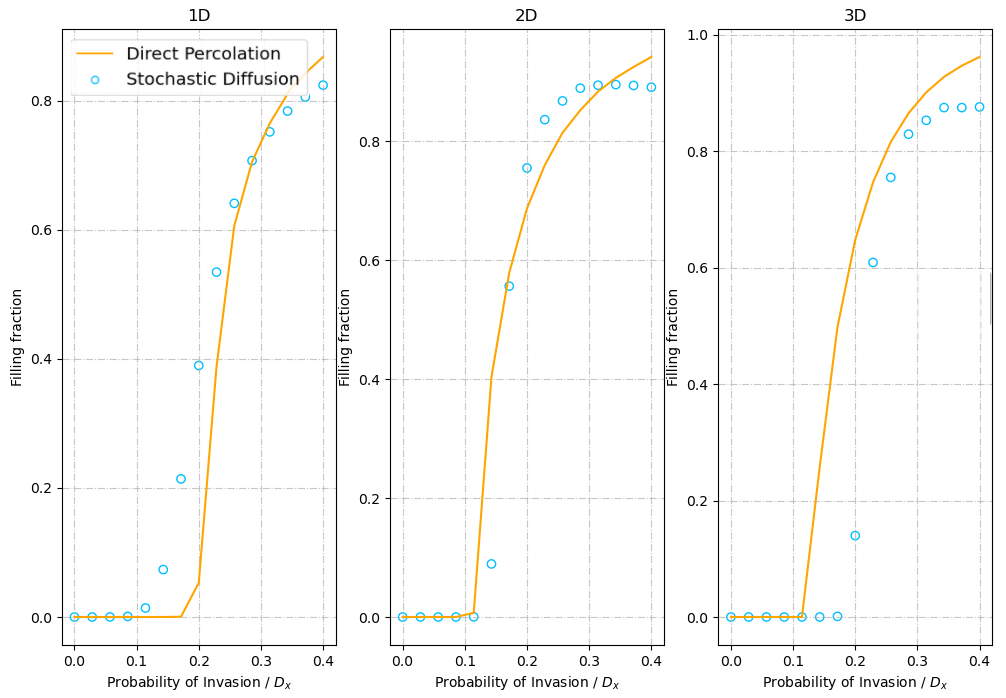 1D
Direct Percolation
Stochastic Diffusion
Filling fraction
0.8
0.6
0.4
0.2
0.0
0.0 0.1 0.2 0.3 0.4
Probability of Invasion / Dx
2D
Filling fraction
0.8
0.6
0.4
0.2
0.0
0.0 0.1 0.2 0.3 0.4
Probability of Invasion / Dx
3D
Filling fraction
1.0
0.8
0.6
0.4
0.2
0.0
0.0 0.1 0.2 0.3 0.4
Probability of Invasion / Dx